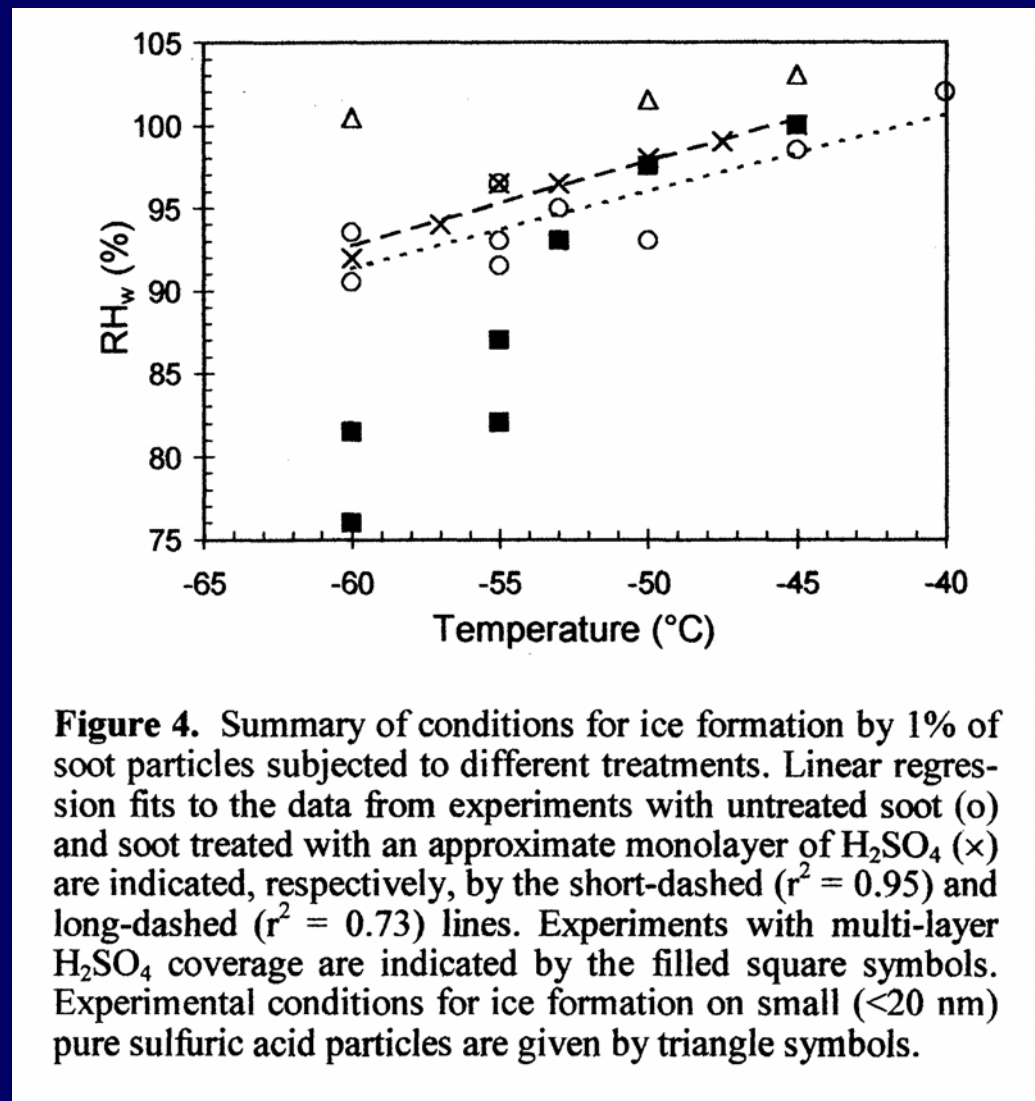 105
100
95
90
85
80
75
RHw (%)
-65 -60 -55 -50 -45 -40
Temperature (°C)
Figure 4. Summary of conditions for ice formation by 1% of
soot particles subjected to different treatments. Linear regres-
sion fits to the data from experiments with untreated soot (o)
and soot treated with an approximate monolayer of H₂SO₄ (×)
are indicated, respectively, by the short-dashed (r² = 0.95) and
long-dashed (r² = 0.73) lines. Experiments with multi-layer
H₂SO₄ coverage are indicated by the filled square symbols.
Experimental conditions for ice formation on small (<20 nm)
pure sulfuric acid particles are given by triangle symbols.